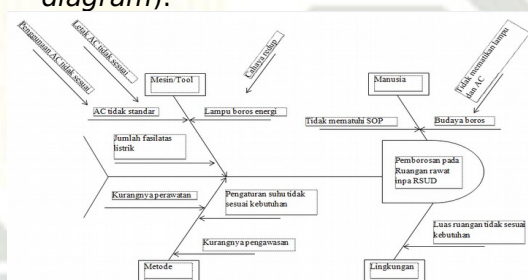 diagram).
Penggunaan AC tidak sesuai
Letak AC tidak sesuai
Cahaya redup
Tidak mematikan lampu
dan AC
Mesin/Tool
Manusia
AC tidak standar
Lampu boros energi
Tidak mematuhi SOP
Budaya boros
Jumlah fasilatas
listrik
Pemborosan pada
Ruangan rawat
inpa RSUD
Kurangnya perawatan
Pengaturan suhu tidak
sesuai kebutuhan
Luas ruangan tidak sesuai
kebutuhan
Kurangnya pengawasan
Metode
Lingkungan